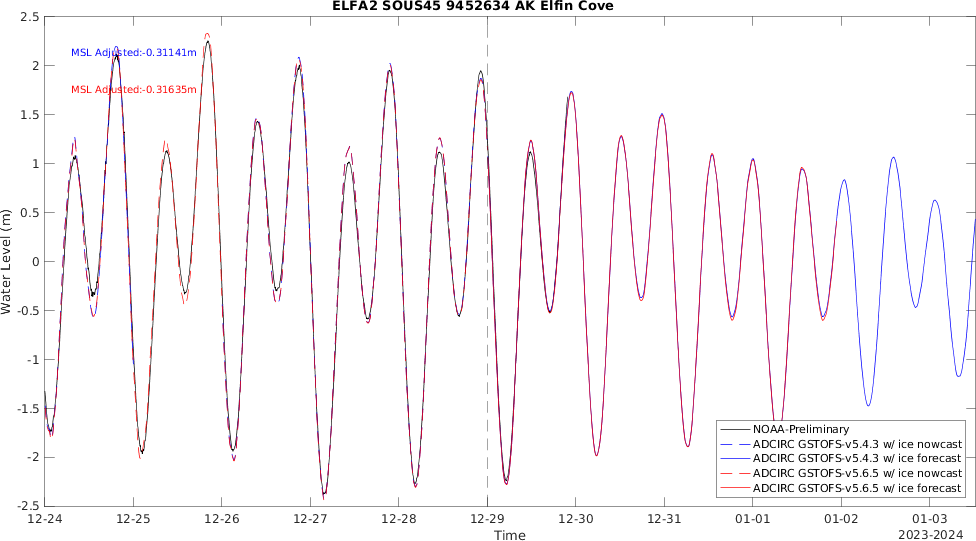 ELFA2 SOUS45 9452634 AK Elfin Cove
MSL Adjusted:-0.31141m
MSL Adjusted:-0.31635m
2.5
2
1.5
1
0.5
0
-0.5
-1
-1.5
-2
-2.5
Water Level (m)
NOAA-Preliminary
ADCIRC GSTOFS-v5.4.3 w/ ice nowcast
ADCIRC GSTOFS-v5.4.3 w/ ice forecast
ADCIRC GSTOFS-v5.6.5 w/ ice nowcast
ADCIRC GSTOFS-v5.6.5 w/ ice forecast
12-24 12-25 12-26 12-27 12-28 12-29 12-30 12-31 01-01 01-02 01-03
Time
2023-2024